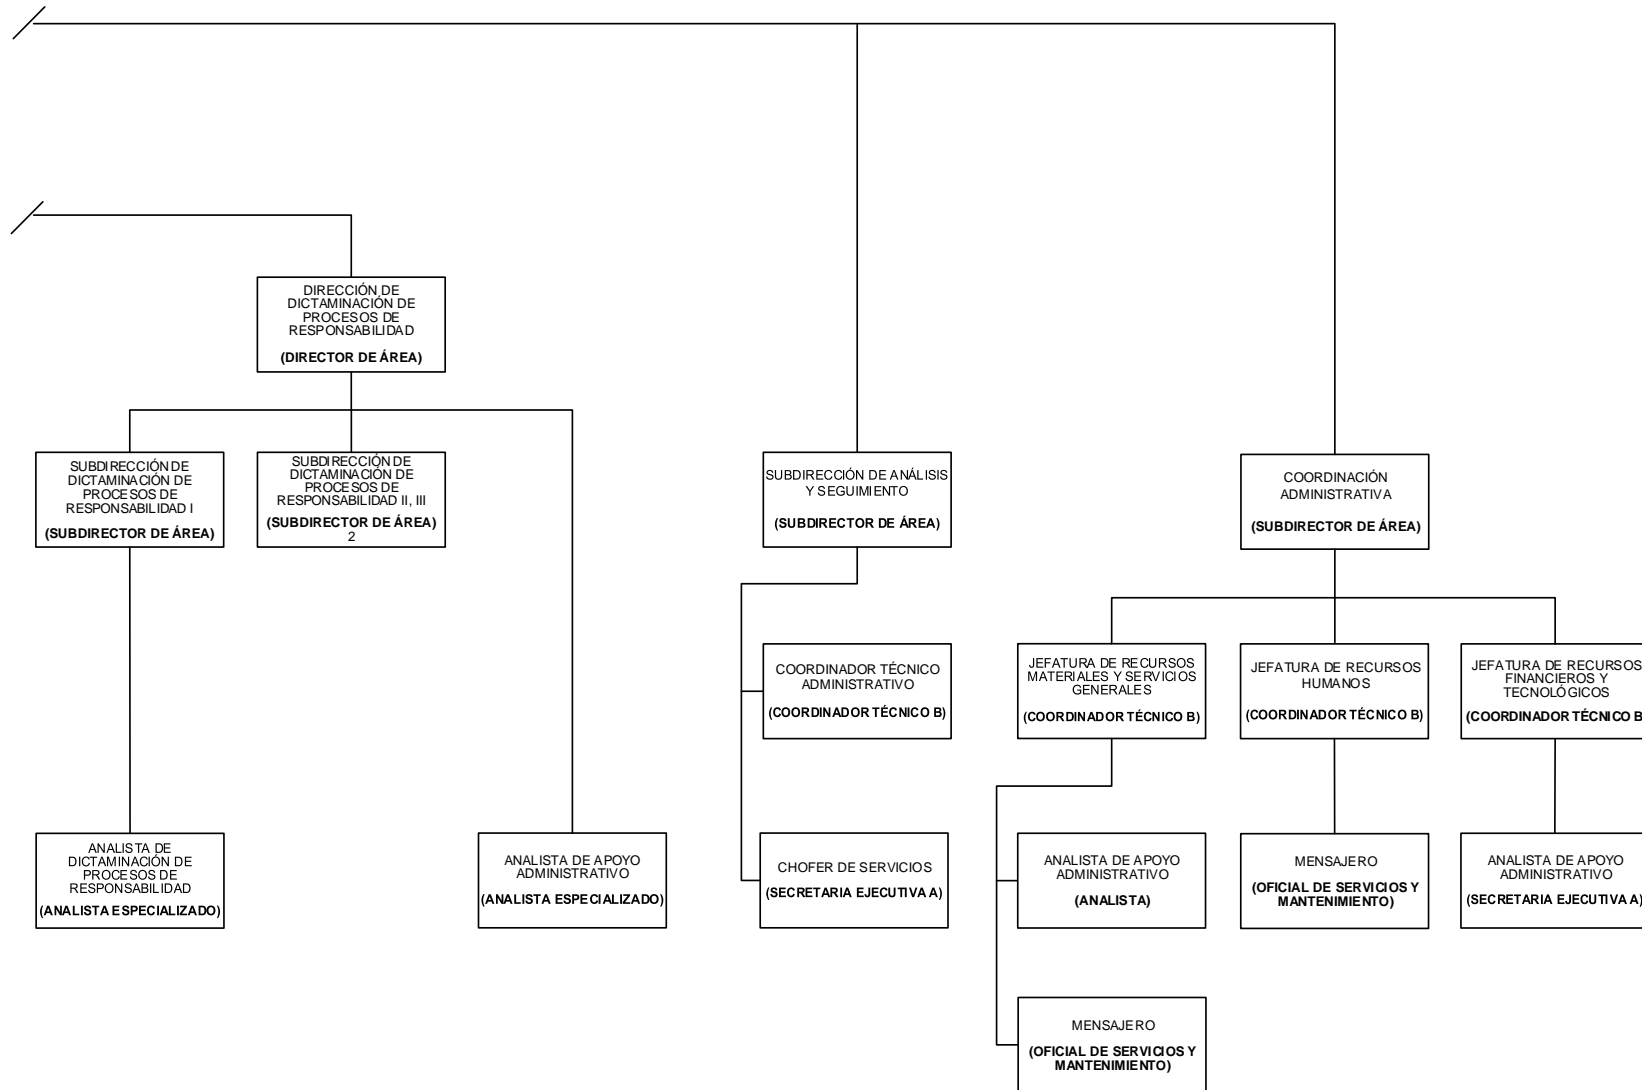 DIRECCIÓN DE
DICTAMINACIÓN DE
PROCESOS DE
RESPONSABILIDAD
(DIRECTOR DE ÁREA)
SUBDIRECCIÓN DE
DICTAMINACIÓN DE
PROCESOS DE
RESPONSABILIDAD I
(SUBDIRECTOR DE ÁREA)
SUBDIRECCIÓN DE
DICTAMINACIÓN DE
PROCESOS DE
RESPONSABILIDAD II, III
(SUBDIRECTOR DE ÁREA)
2
SUBDIRECCIÓN DE ANÁLISIS
Y SEGUIMIENTO
(SUBDIRECTOR DE ÁREA)
COORDINACIÓN
ADMINISTRATIVA
(SUBDIRECTOR DE ÁREA)
COORDINADOR TÉCNICO
ADMINISTRATIVO
(COORDINADOR TÉCNICO B)
JEFATURA DE RECURSOS
MATERIALES Y SERVICIOS
GENERALES
(COORDINADOR TÉCNICO B)
JEFATURA DE RECURSOS
HUMANOS
(COORDINADOR TÉCNICO B)
JEFATURA DE RECURSOS
FINANCIEROS Y
TECNOLÓGICOS
(COORDINADOR TÉCNICO B
ANALISTA DE
DICTAMINACIÓN DE
PROCESOS DE
RESPONSABILIDAD
(ANALISTA ESPECIALIZADO)
ANALISTA DE APOYO
ADMINISTRATIVO
(ANALISTA ESPECIALIZADO)
CHOFER DE SERVICIOS
(SECRETARIA EJECUTIVA A)
ANALISTA DE APOYO
ADMINISTRATIVO
(ANALISTA)
MENSAJERO
(OFICIAL DE SERVICIOS Y
MANTENIMIENTO)
ANALISTA DE APOYO
ADMINISTRATIVO
(SECRETARIA EJECUTIVA A)
MENSAJERO
(OFICIAL DE SERVICIOS Y
MANTENIMIENTO)